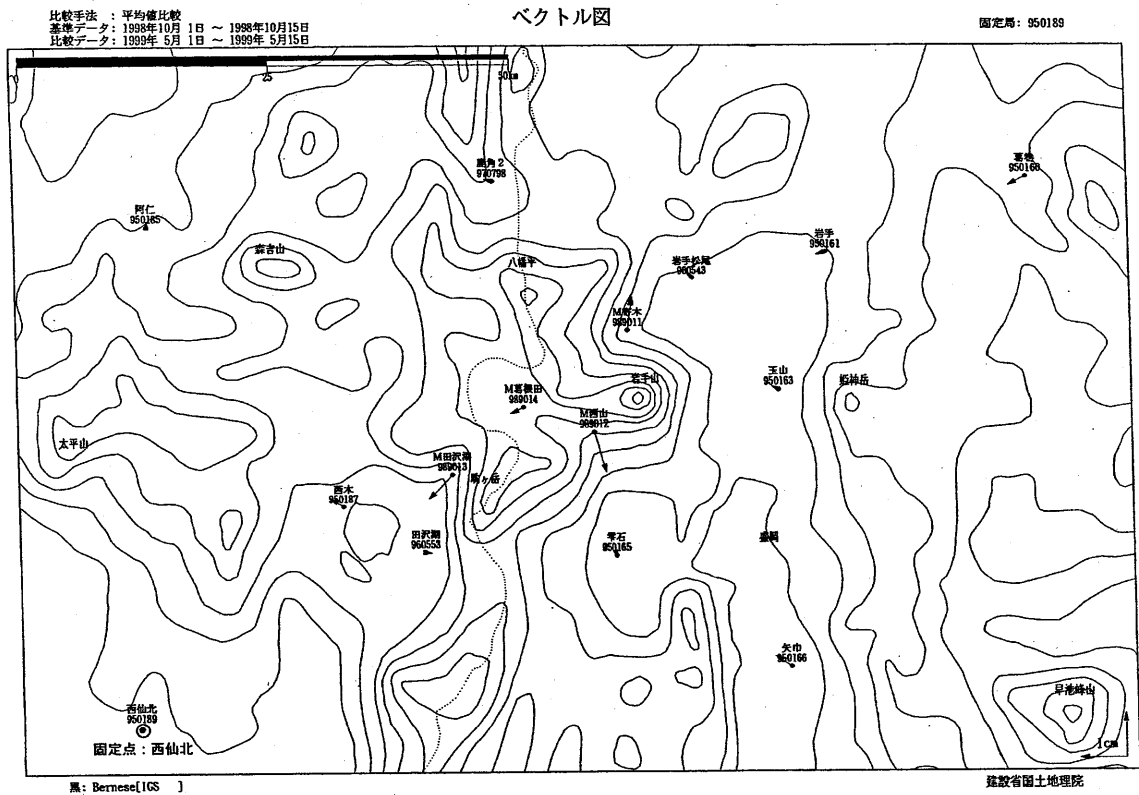 ベクトル図
比較手法 : 平均値比較
基準データ: 1998年10月 1日 ～ 1998年10月15日
比較データ: 1999年 5月 1日 ～ 1999年 5月15日
固定局: 950189
25
50km
鹿角2
970798
葛巻
950160
阿仁
950185
森吉山
八幡平
岩手
950161
岩手松尾
960543
989011
岩手山
玉山
950163
姫神岳
M葛根田
989014
M西山
989012
太平山
M田沢湖
989013
駒ヶ岳
西木
950187
田沢湖
960553
雫石
950165
盛岡
矢巾
950166
早池峰山
西仙北
950189
固定点：西仙北
1cm
黒: Bernese[IGS ]
建設省国土地理院